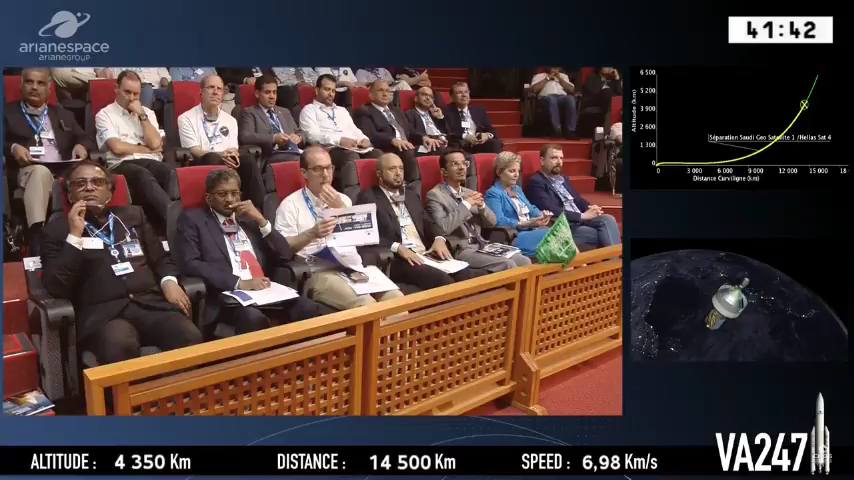 arianespace
arianegroup
41:42
Altitude (km)
6 500
5 200
3 900
2 600
1 300
0
Séparation Saudi Geo Satellite 1 /Hellas Sat 4
0
3 000
6 000
9 000
12 000
15 000
18
Distance Curviligne (km)
ALTITUDE : 4 350 Km
DISTANCE : 14 500 Km
SPEED : 6,98 Km/s
VA247